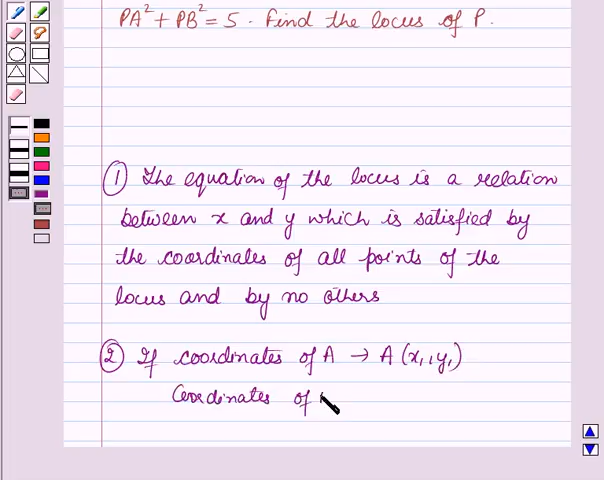 PA² + PB² = 5. Find the locus of P.
① The equation of the locus is a relation
between x and y which is satisfied by
the coordinates of all points of the
locus and by no others
② If coordinates of A → A(x₁, y₁)
Coordinates of